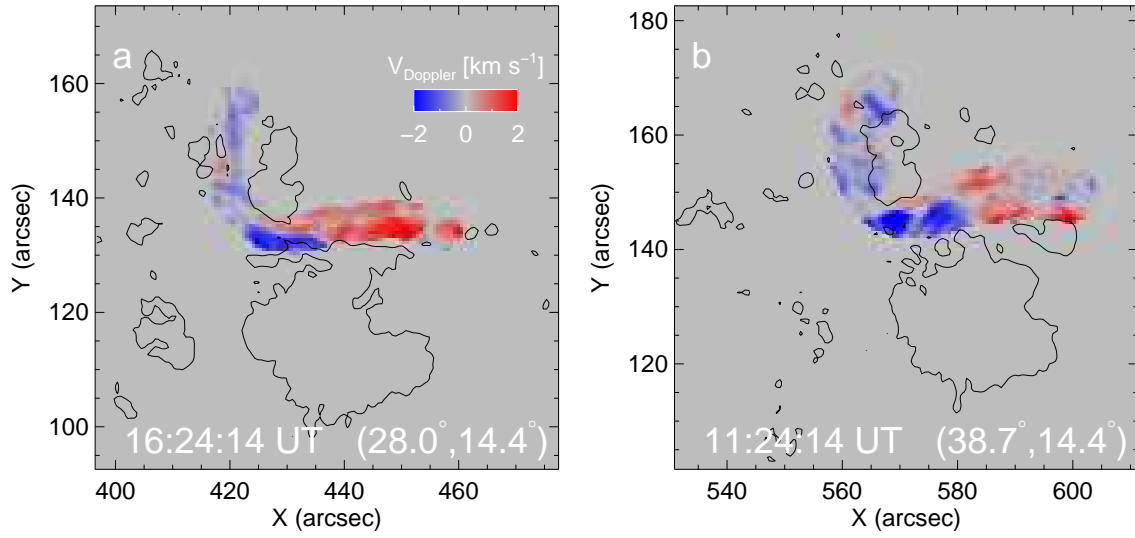 a
V_Doppler [km s⁻¹]
−2 0 2
160
140
120
100
Y (arcsec)
16:24:14 UT (28.0°,14.4°)
400 420 440 460
X (arcsec)
b
180
160
140
120
Y (arcsec)
11:24:14 UT (38.7°,14.4°)
540 560 580 600
X (arcsec)